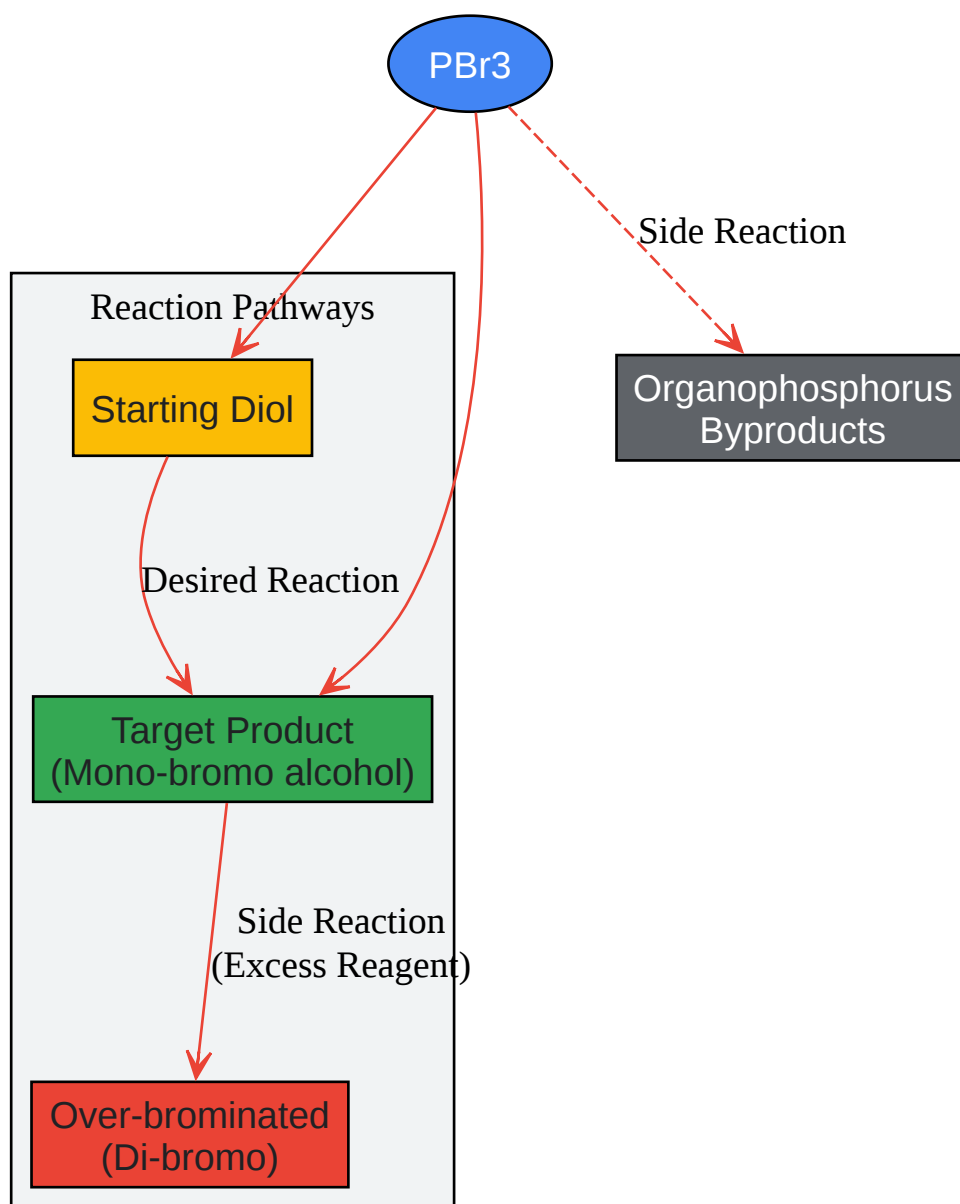 PBr3
Side Reaction
Reaction Pathways
Starting Diol
Organophosphorus
Byproducts
Desired Reaction
Target Product
(Mono-bromo alcohol)
Side Reaction
(Excess Reagent)
Over-brominated
(Di-bromo)